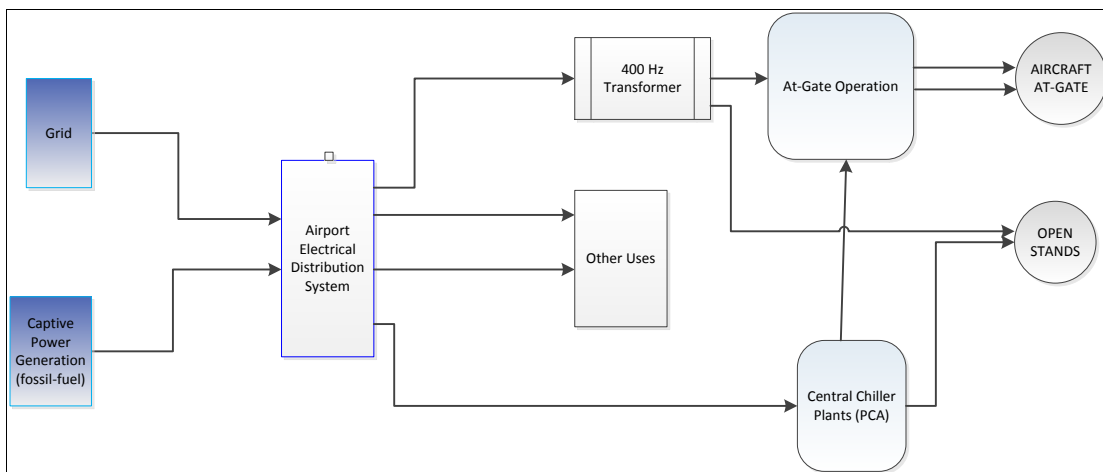 Grid
Captive
Power
Generation
(fossil-fuel)
Airport
Electrical
Distribution
System
400 Hz
Transformer
Other Uses
At-Gate Operation
Central Chiller
Plants (PCA)
AIRCRAFT
AT-GATE
OPEN
STANDS